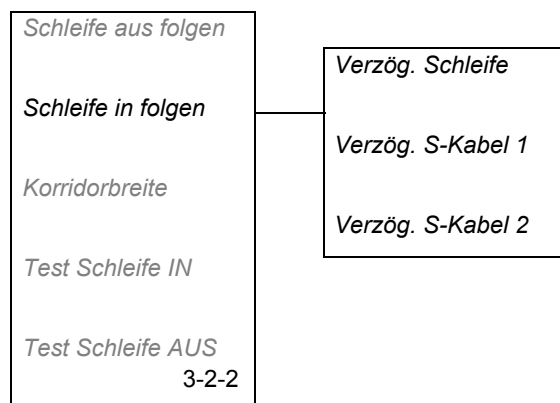 Schleife aus folgen
Schleife in folgen
Korridorbreite
Test Schleife IN
Test Schleife AUS
3-2-2
Verzög. Schleife
Verzög. S-Kabel 1
Verzög. S-Kabel 2